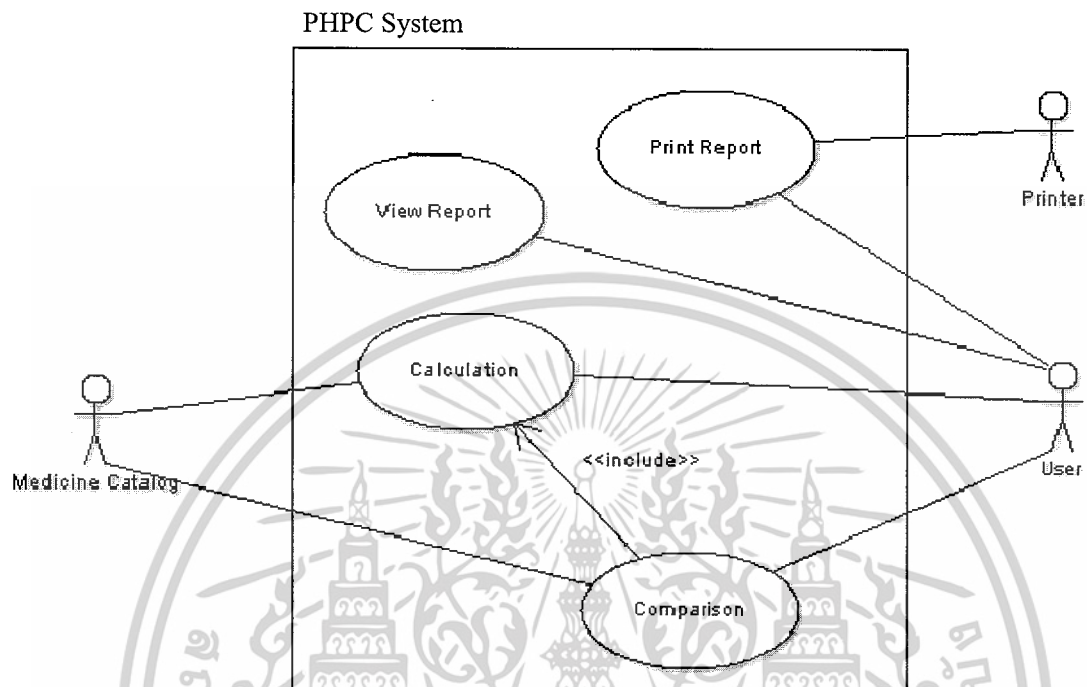 PHPC System
Print Report
Printer
View Report
Calculation
Medicine Catalog
<<include>>
User
Comparison